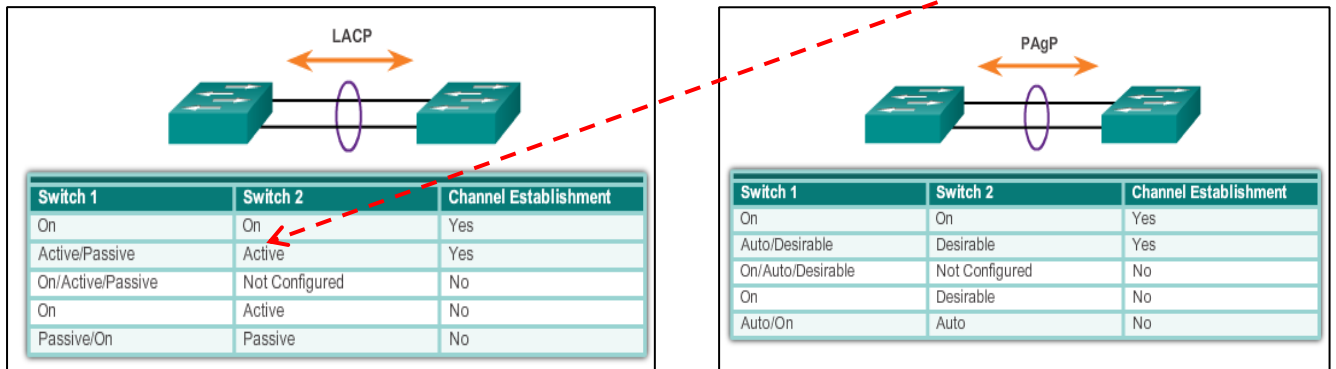 LACP
Switch 1 Switch 2 Channel Establishment
On On Yes
Active/Passive Active Yes
On/Active/Passive Not Configured No
On Active No
Passive/On Passive No
PAgP
Switch 1 Switch 2 Channel Establishment
On On Yes
Auto/Desirable Desirable Yes
On/Auto/Desirable Not Configured No
On Desirable No
Auto/On Auto No